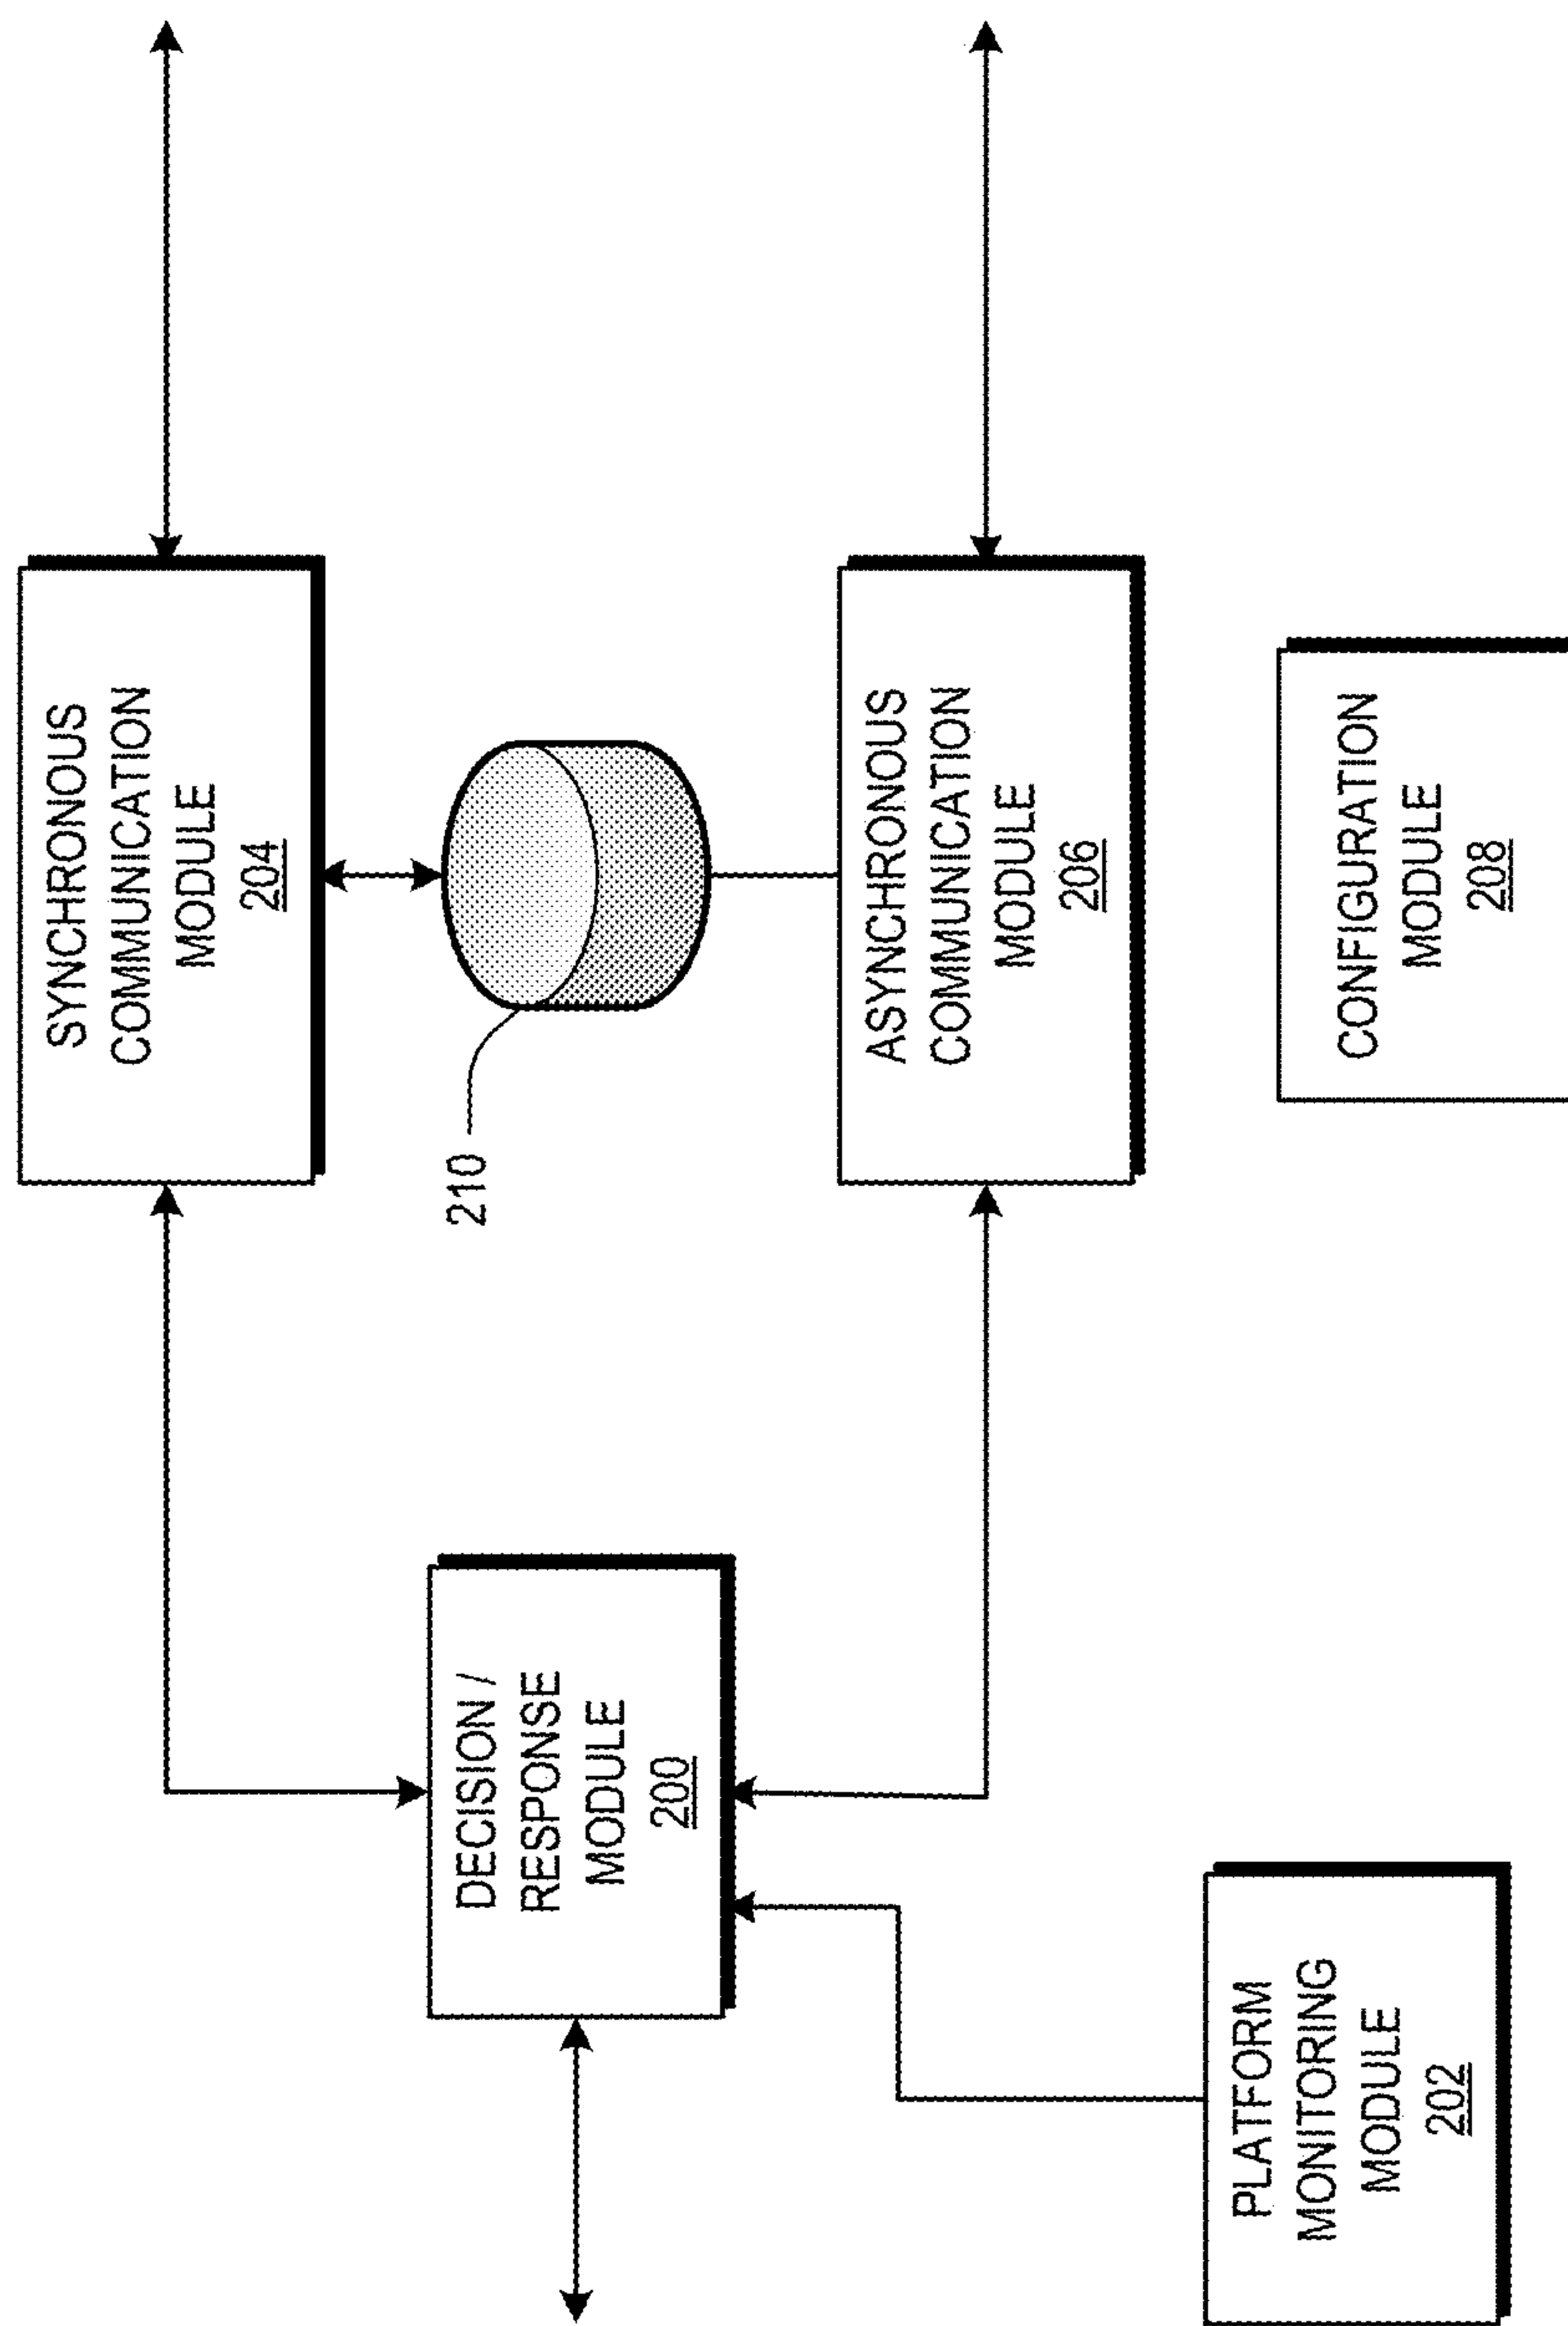 SYNCHRONOUS
COMMUNICATION
MODULE
204
210
DECISION /
RESPONSE
MODULE
200
ASYNCHRONOUS
COMMUNICATION
MODULE
206
PLATFORM
MONITORING
MODULE
202
CONFIGURATION
MODULE
208